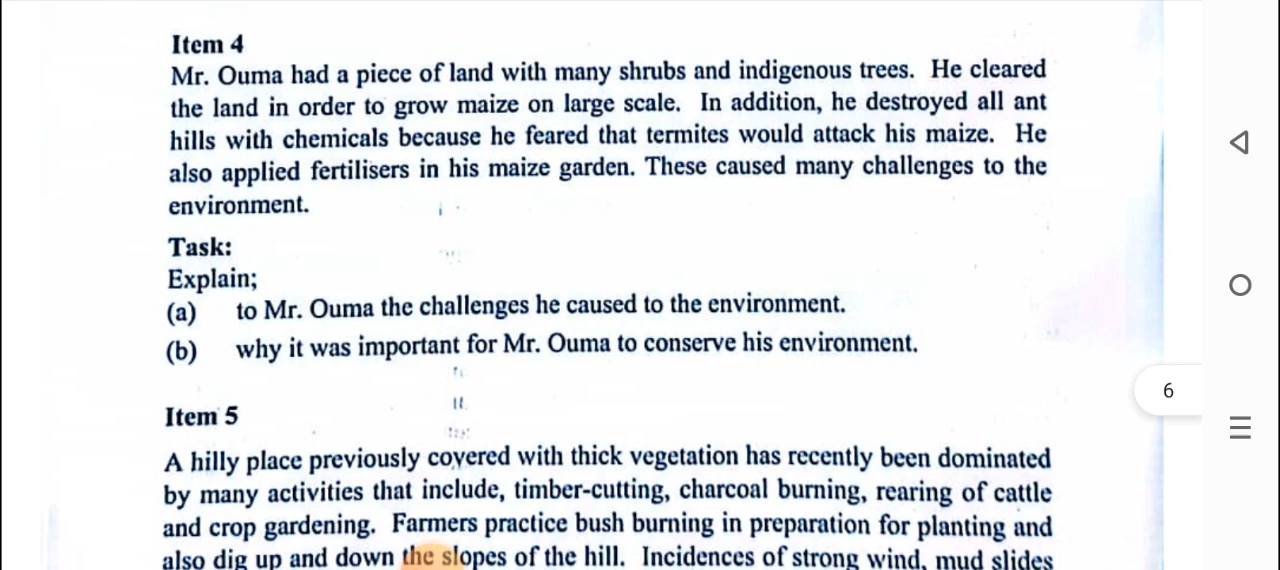 Item 4
Mr. Ouma had a piece of land with many shrubs and indigenous trees. He cleared
the land in order to grow maize on large scale. In addition, he destroyed all ant
hills with chemicals because he feared that termites would attack his maize. He
also applied fertilisers in his maize garden. These caused many challenges to the
environment.
Task:
Explain;
(a) to Mr. Ouma the challenges he caused to the environment.
(b) why it was important for Mr. Ouma to conserve his environment.
6
Item 5
A hilly place previously covered with thick vegetation has recently been dominated
by many activities that include, timber-cutting, charcoal burning, rearing of cattle
and crop gardening. Farmers practice bush burning in preparation for planting and
also dig up and down the slopes of the hill. Incidences of strong wind, mud slides